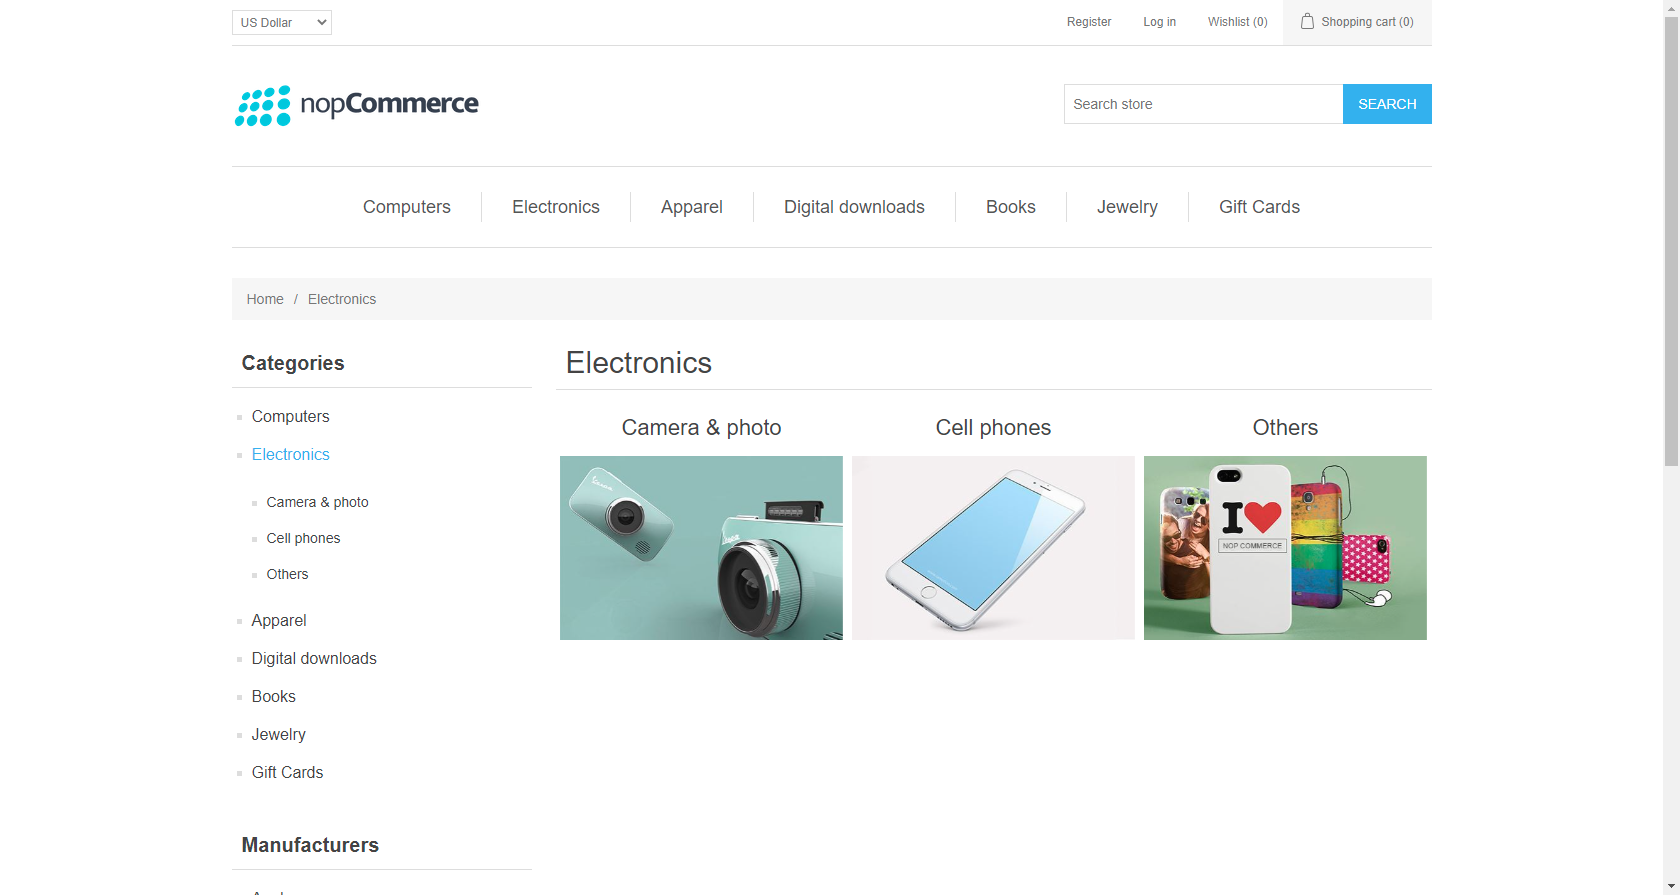 US Dollar
Register
Log in
Wishlist (0)
Shopping cart (0)
nopCommerce
Search store
SEARCH
Computers
Electronics
Apparel
Digital downloads
Books
Jewelry
Gift Cards
Home / Electronics
Categories
Computers
Electronics
Camera & photo
Cell phones
Others
Apparel
Digital downloads
Books
Jewelry
Gift Cards
Manufacturers
Electronics
Camera & photo
Cell phones
Others
I
NOP COMMERCE